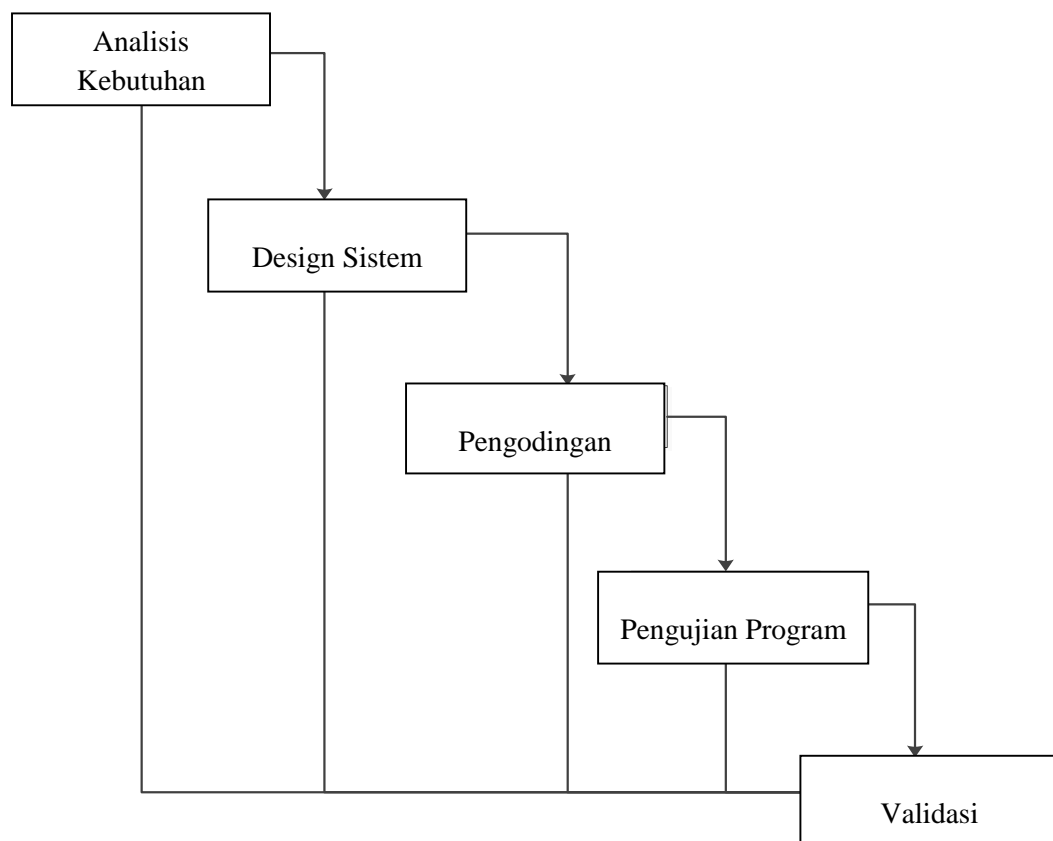 Analisis
Kebutuhan
Design Sistem
Pengodingan
Pengujian Program
Validasi